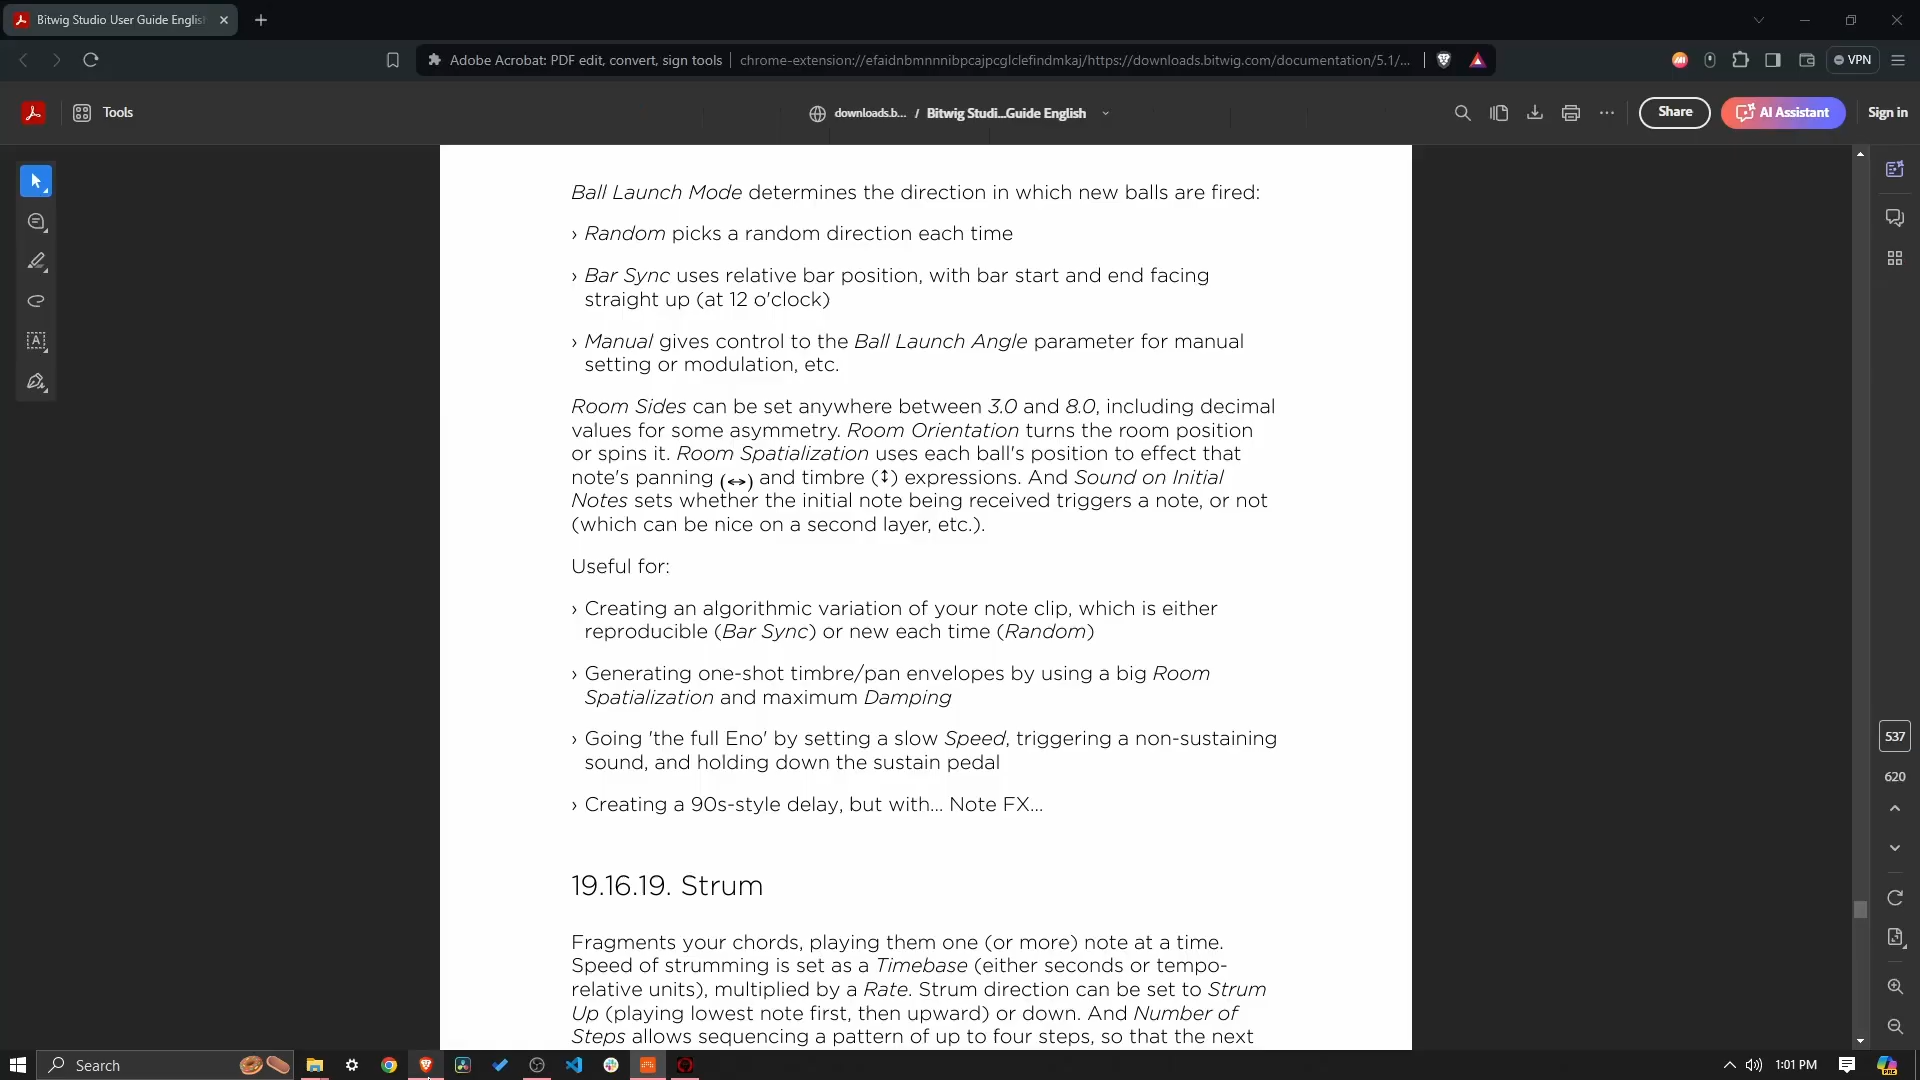 Bitwig Studio User Guide Englis
Adobe Acrobat: PDF edit, convert, sign tools
chrome-extension://efaidnbmnnnibpcajpcglclefindmkaj/https://downloads.bitwig.com/documentation/5.1/...
VPN
Tools
downloads.b... / Bitwig Studi...Guide English
Share
AI Assistant
Sign in
Ball Launch Mode determines the direction in which new balls are fired:
› Random picks a random direction each time
› Bar Sync uses relative bar position, with bar start and end facing
straight up (at 12 o'clock)
› Manual gives control to the Ball Launch Angle parameter for manual
setting or modulation, etc.
Room Sides can be set anywhere between 3.0 and 8.0, including decimal
values for some asymmetry. Room Orientation turns the room position
or spins it. Room Spatialization uses each ball's position to effect that
note's panning (↔) and timbre (↕) expressions. And Sound on Initial
Notes sets whether the initial note being received triggers a note, or not
(which can be nice on a second layer, etc.).
Useful for:
› Creating an algorithmic variation of your note clip, which is either
reproducible (Bar Sync) or new each time (Random)
› Generating one-shot timbre/pan envelopes by using a big Room
Spatialization and maximum Damping
› Going 'the full Eno' by setting a slow Speed, triggering a non-sustaining
sound, and holding down the sustain pedal
› Creating a 90s-style delay, but with... Note FX...
19.16.19. Strum
Fragments your chords, playing them one (or more) note at a time.
Speed of strumming is set as a Timebase (either seconds or tempo-
relative units), multiplied by a Rate. Strum direction can be set to Strum
Up (playing lowest note first, then upward) or down. And Number of
Steps allows sequencing a pattern of up to four steps, so that the next
537
620
Search
1:01 PM